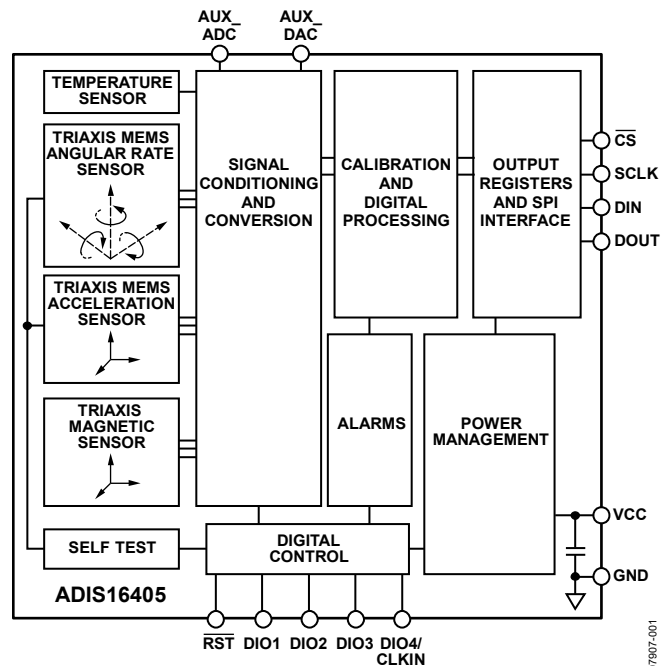 AUX_
ADC
AUX_
DAC
TEMPERATURE
SENSOR
TRIAXIS MEMS
ANGULAR RATE
SENSOR
SIGNAL
CONDITIONING
AND
CONVERSION
CALIBRATION
AND
DIGITAL
PROCESSING
OUTPUT
REGISTERS
AND SPI
INTERFACE
CS
SCLK
DIN
DOUT
TRIAXIS MEMS
ACCELERATION
SENSOR
TRIAXIS
MAGNETIC
SENSOR
ALARMS
POWER
MANAGEMENT
SELF TEST
DIGITAL
CONTROL
VCC
GND
ADIS16405
RST
DIO1
DIO2
DIO3
DIO4/
CLKIN
7907-001